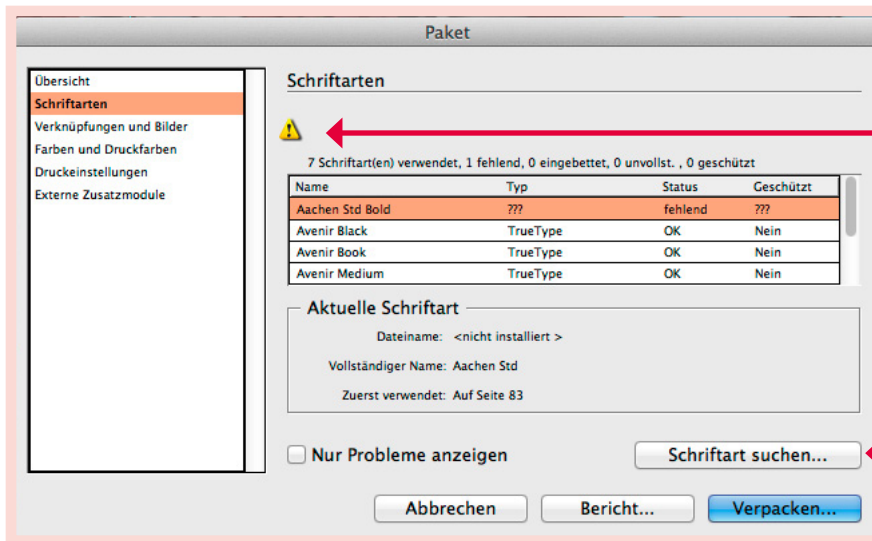 Paket
Übersicht
Schriftarten
Verknüpfungen und Bilder
Farben und Druckfarben
Druckeinstellungen
Externe Zusatzmodule
Schriftarten
7 Schriftart(en) verwendet, 1 fehlend, 0 eingebettet, 0 unvollst. , 0 geschützt
Name Typ Status Geschützt
Aachen Std Bold ??? fehlend ???
Avenir Black TrueType OK Nein
Avenir Book TrueType OK Nein
Avenir Medium TrueType OK Nein
Aktuelle Schriftart
Dateiname: <nicht installiert >
Vollständiger Name: Aachen Std
Zuerst verwendet: Auf Seite 83
Nur Probleme anzeigen
Schriftart suchen...
Abbrechen Bericht... Verpacken...